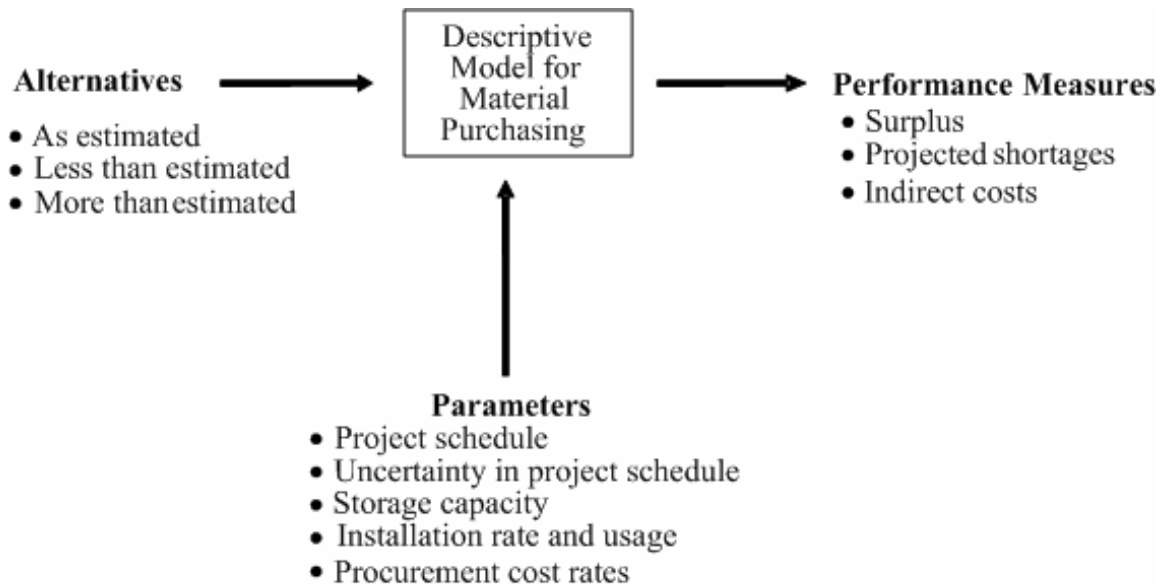 Alternatives
• As estimated
• Less than estimated
• More than estimated
Descriptive
Model for
Material
Purchasing
Performance Measures
• Surplus
• Projected shortages
• Indirect costs
Parameters
• Project schedule
• Uncertainty in project schedule
• Storage capacity
• Installation rate and usage
• Procurement cost rates